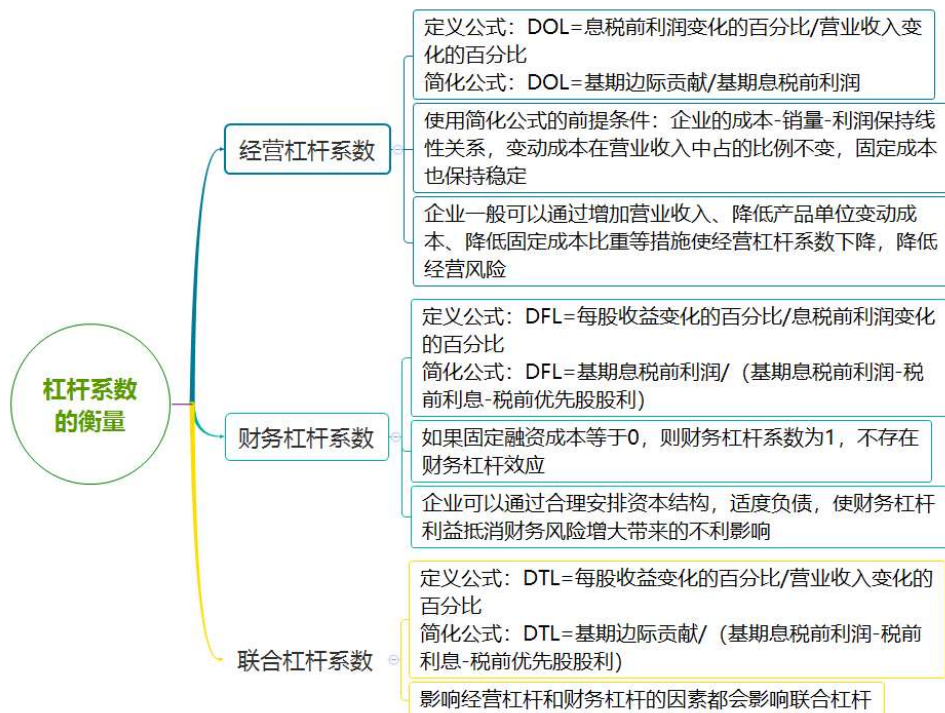 定义公式：DOL=息税前利润变化的百分比/营业收入变
化的百分比
简化公式：DOL=基期边际贡献/基期息税前利润
经营杠杆系数
使用简化公式的前提条件：企业的成本-销量-利润保持线
性关系，变动成本在营业收入中占的比例不变，固定成本
也保持稳定
企业一般可以通过增加营业收入、降低产品单位变动成
本、降低固定成本比重等措施使经营杠杆系数下降，降低
经营风险
杠杆系数
的衡量
定义公式：DFL=每股收益变化的百分比/息税前利润变化
的百分比
简化公式：DFL=基期息税前利润/（基期息税前利润-税
前利息-税前优先股股利）
财务杠杆系数
如果固定融资成本等于0，则财务杠杆系数为1，不存在
财务杠杆效应
企业可以通过合理安排资本结构，适度负债，使财务杠杆
利益抵消财务风险增大带来的不利影响
定义公式：DTL=每股收益变化的百分比/营业收入变化的
百分比
简化公式：DTL=基期边际贡献/（基期息税前利润-税前
利息-税前优先股股利）
联合杠杆系数
影响经营杠杆和财务杠杆的因素都会影响联合杠杆